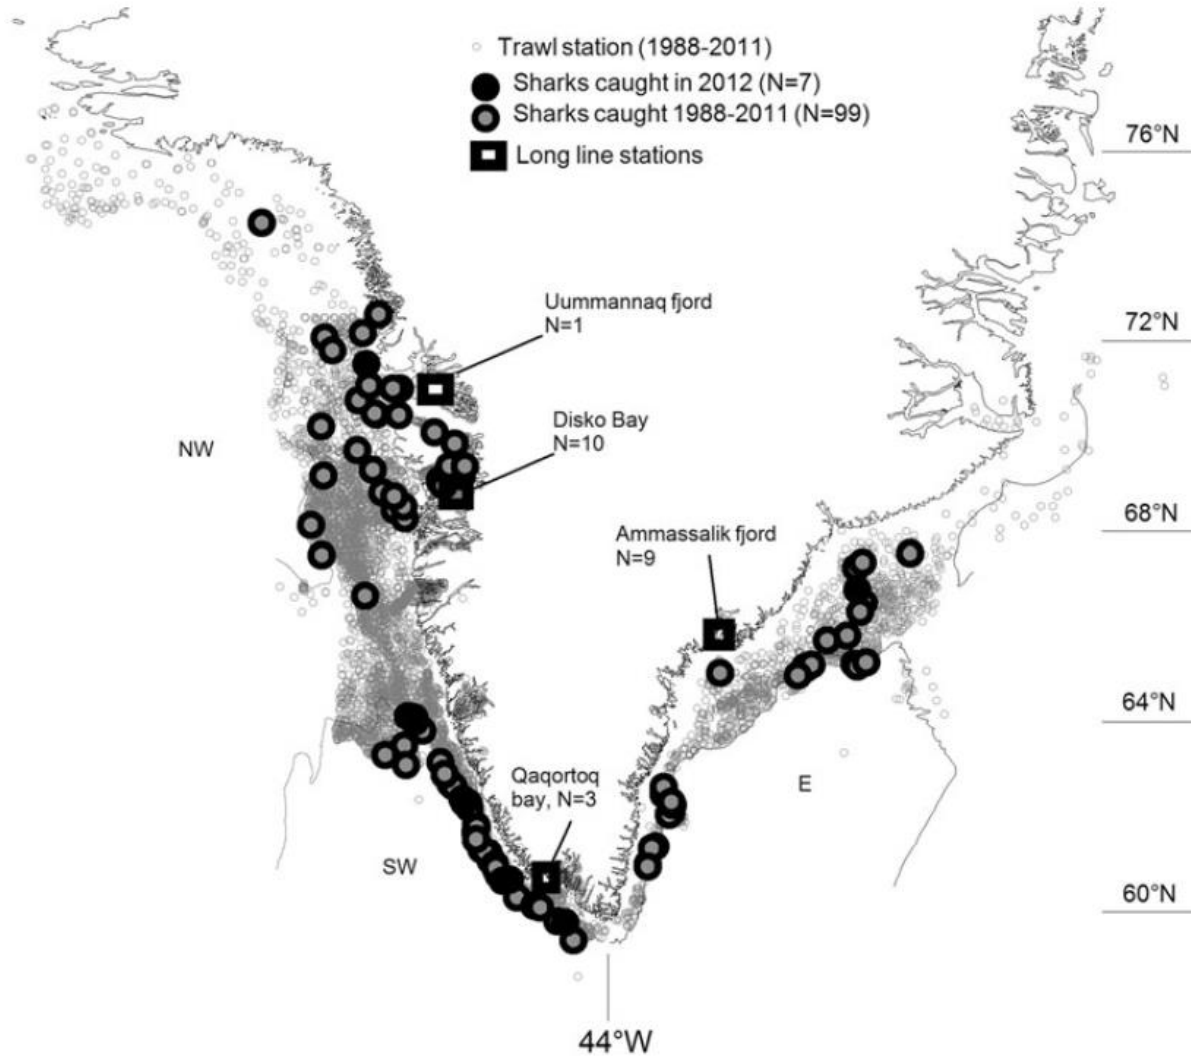 Trawl station (1988-2011)
Sharks caught in 2012 (N=7)
Sharks caught 1988-2011 (N=99)
Long line stations
76°N
Uummannaq fjord
N=1
72°N
Disko Bay
N=10
NW
68°N
Ammassalik fjord
N=9
64°N
Qaqortoq
bay, N=3
E
SW
60°N
44°W